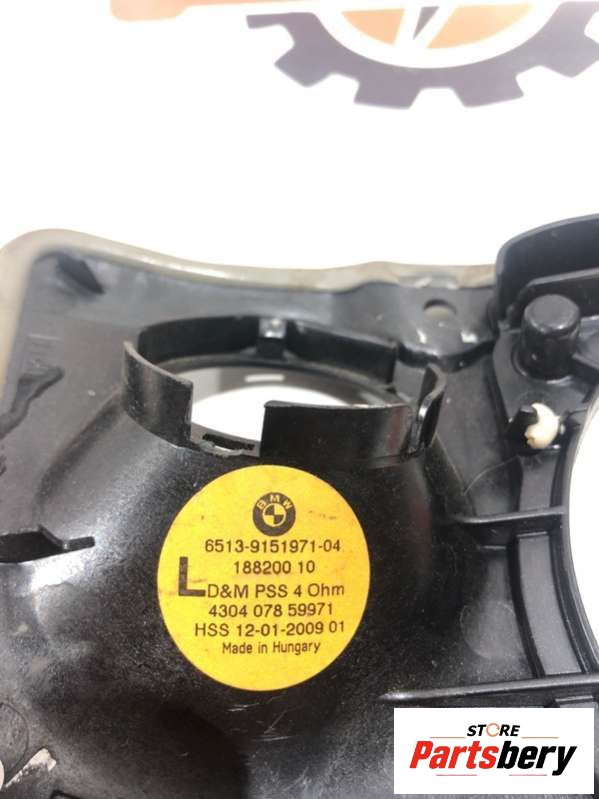 BMW
6513-9151971-04
188200 10
L D&M PSS 4 Ohm
4304 078 59971
HSS 12-01-2009 01
Made in Hungary
STORE
Partsbery